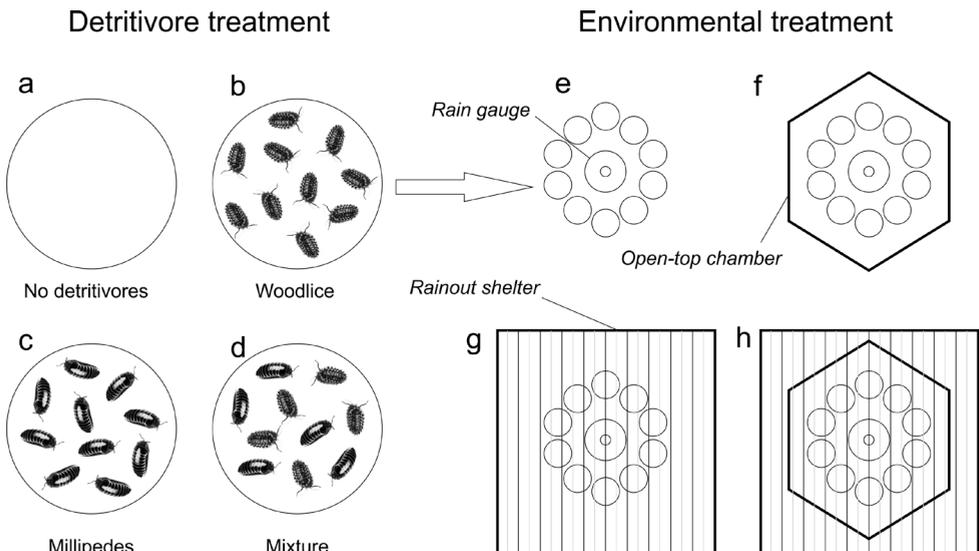 Detritivore treatment
Environmental treatment
a
b
e
f
Rain gauge
Open-top chamber
No detritivores
Woodlice
Rainout shelter
c
d
g
h
Millipedes
Mixture